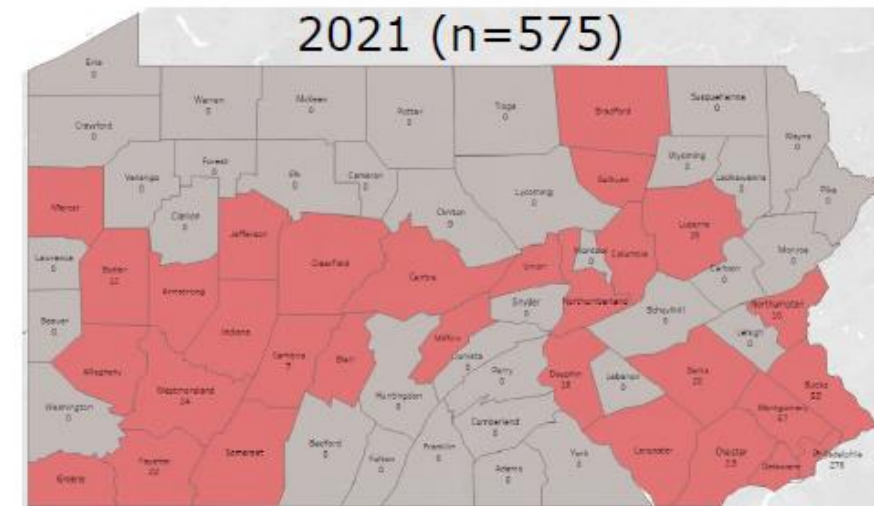 2021 (n=575)
Erie
0
Warren
0
McKean
0
Potter
0
Tioga
0
Bradford
Susquehanna
0
Wayne
0
Crawford
0
Venango
0
Forest
0
Elk
0
Cameron
0
Clinton
0
Lycoming
0
Sullivan
Wyoming
0
Lackawanna
0
Pike
0
Mercer
Clarion
0
Jefferson
Clearfield
Centre
Union
Montour
0
Columbia
Luzerne
Carbon
0
Monroe
0
Lawrence
0
Butler
Armstrong
Indiana
Snyder
0
Northumberland
Schuylkill
0
Northampton
Lehigh
0
Beaver
0
Allegheny
Westmoreland
24
Cambria
7
Blair
Huntingdon
0
Mifflin
Juniata
0
Perry
0
Dauphin
18
Lebanon
0
Berks
20
Bucks
Montgomery
Washington
0
Greene
Fayette
Somerset
Bedford
0
Fulton
0
Franklin
0
Cumberland
0
Adams
0
York
0
Lancaster
Chester
Delaware
Philadelphia